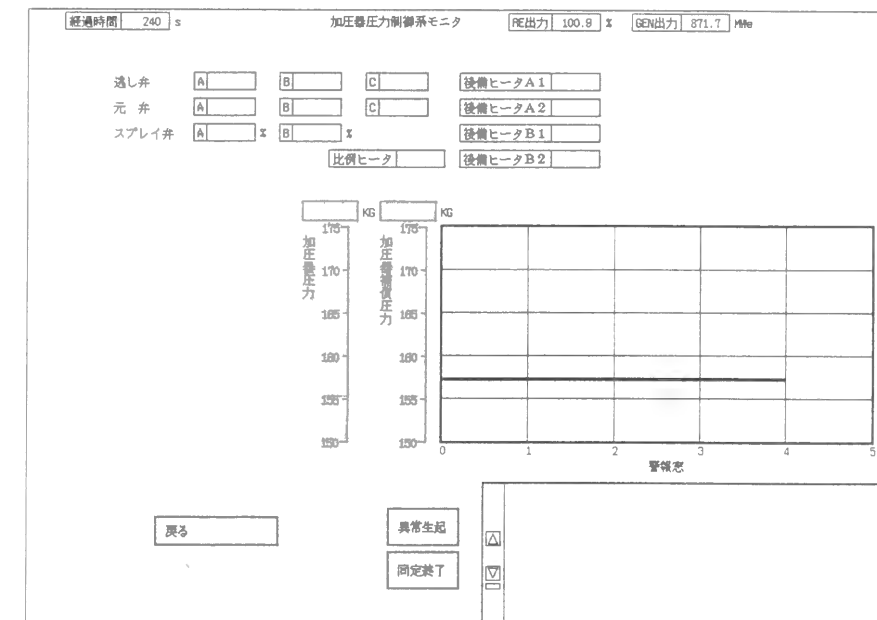 経過時間 240 s 加圧器圧力制御系モニタ RE出力 100.9 % GEN出力 871.7 MWe
逃し弁 A B C 後備ヒータA1
元 弁 A B C 後備ヒータA2
スプレイ弁 A % B % 後備ヒータB1
比例ヒータ 後備ヒータB2
KG KG
加圧器圧力
175
170
165
160
155
150
加圧器補償圧力
175
170
165
160
155
150
0 1 2 3 4 5
警報窓
戻る
異常生起
同定終了